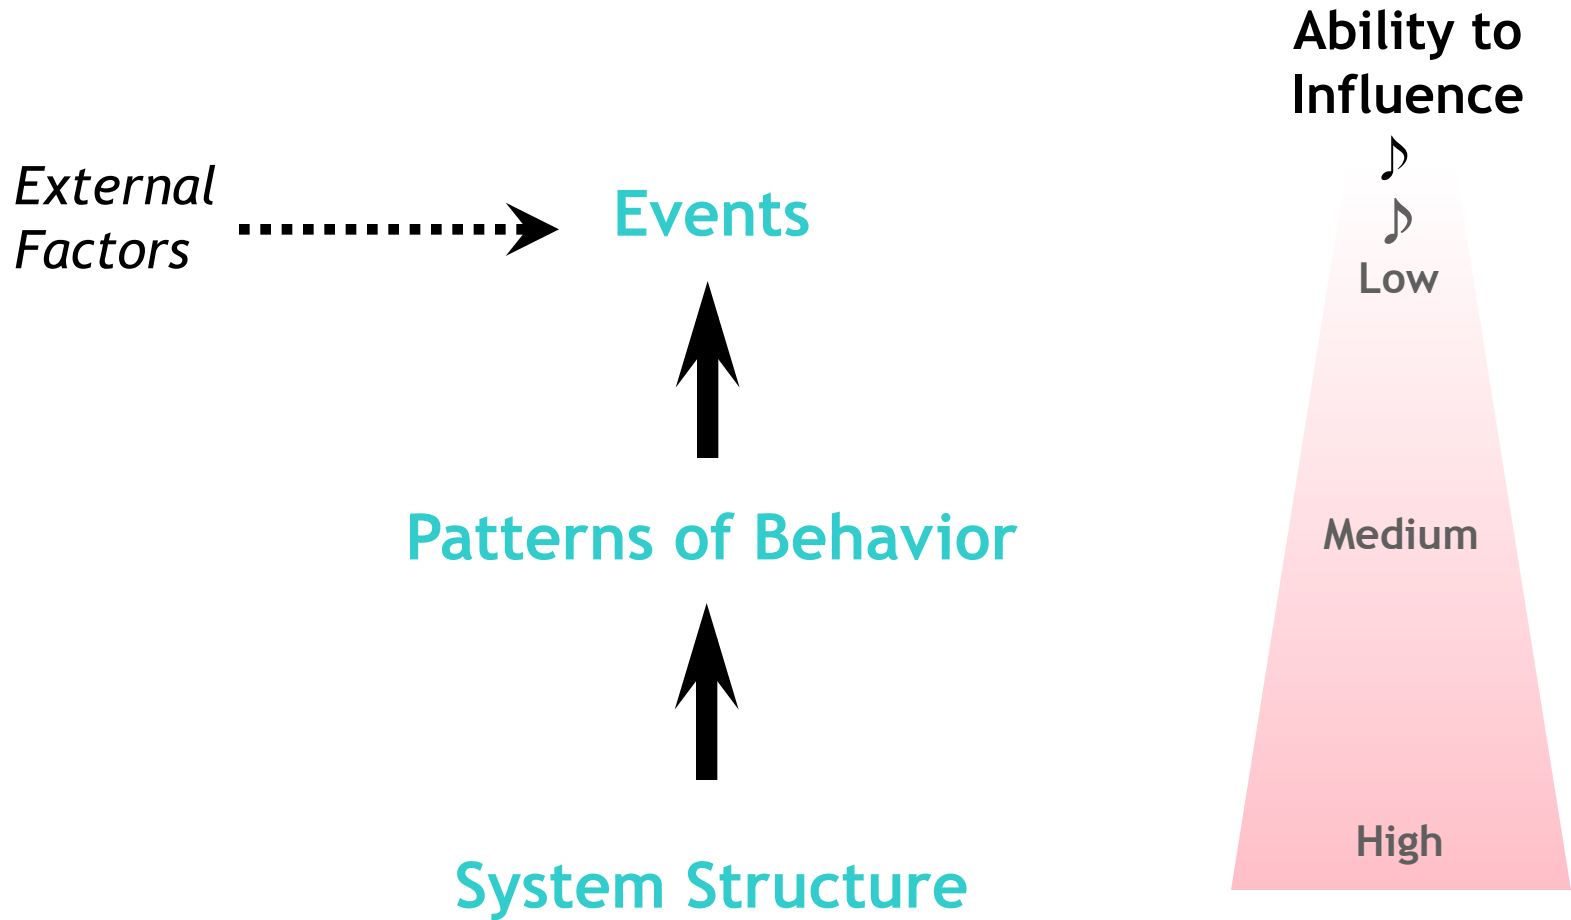 Ability to
Influence
♪
♪
External
Factors
Events
Low
Patterns of Behavior
Medium
System Structure
High